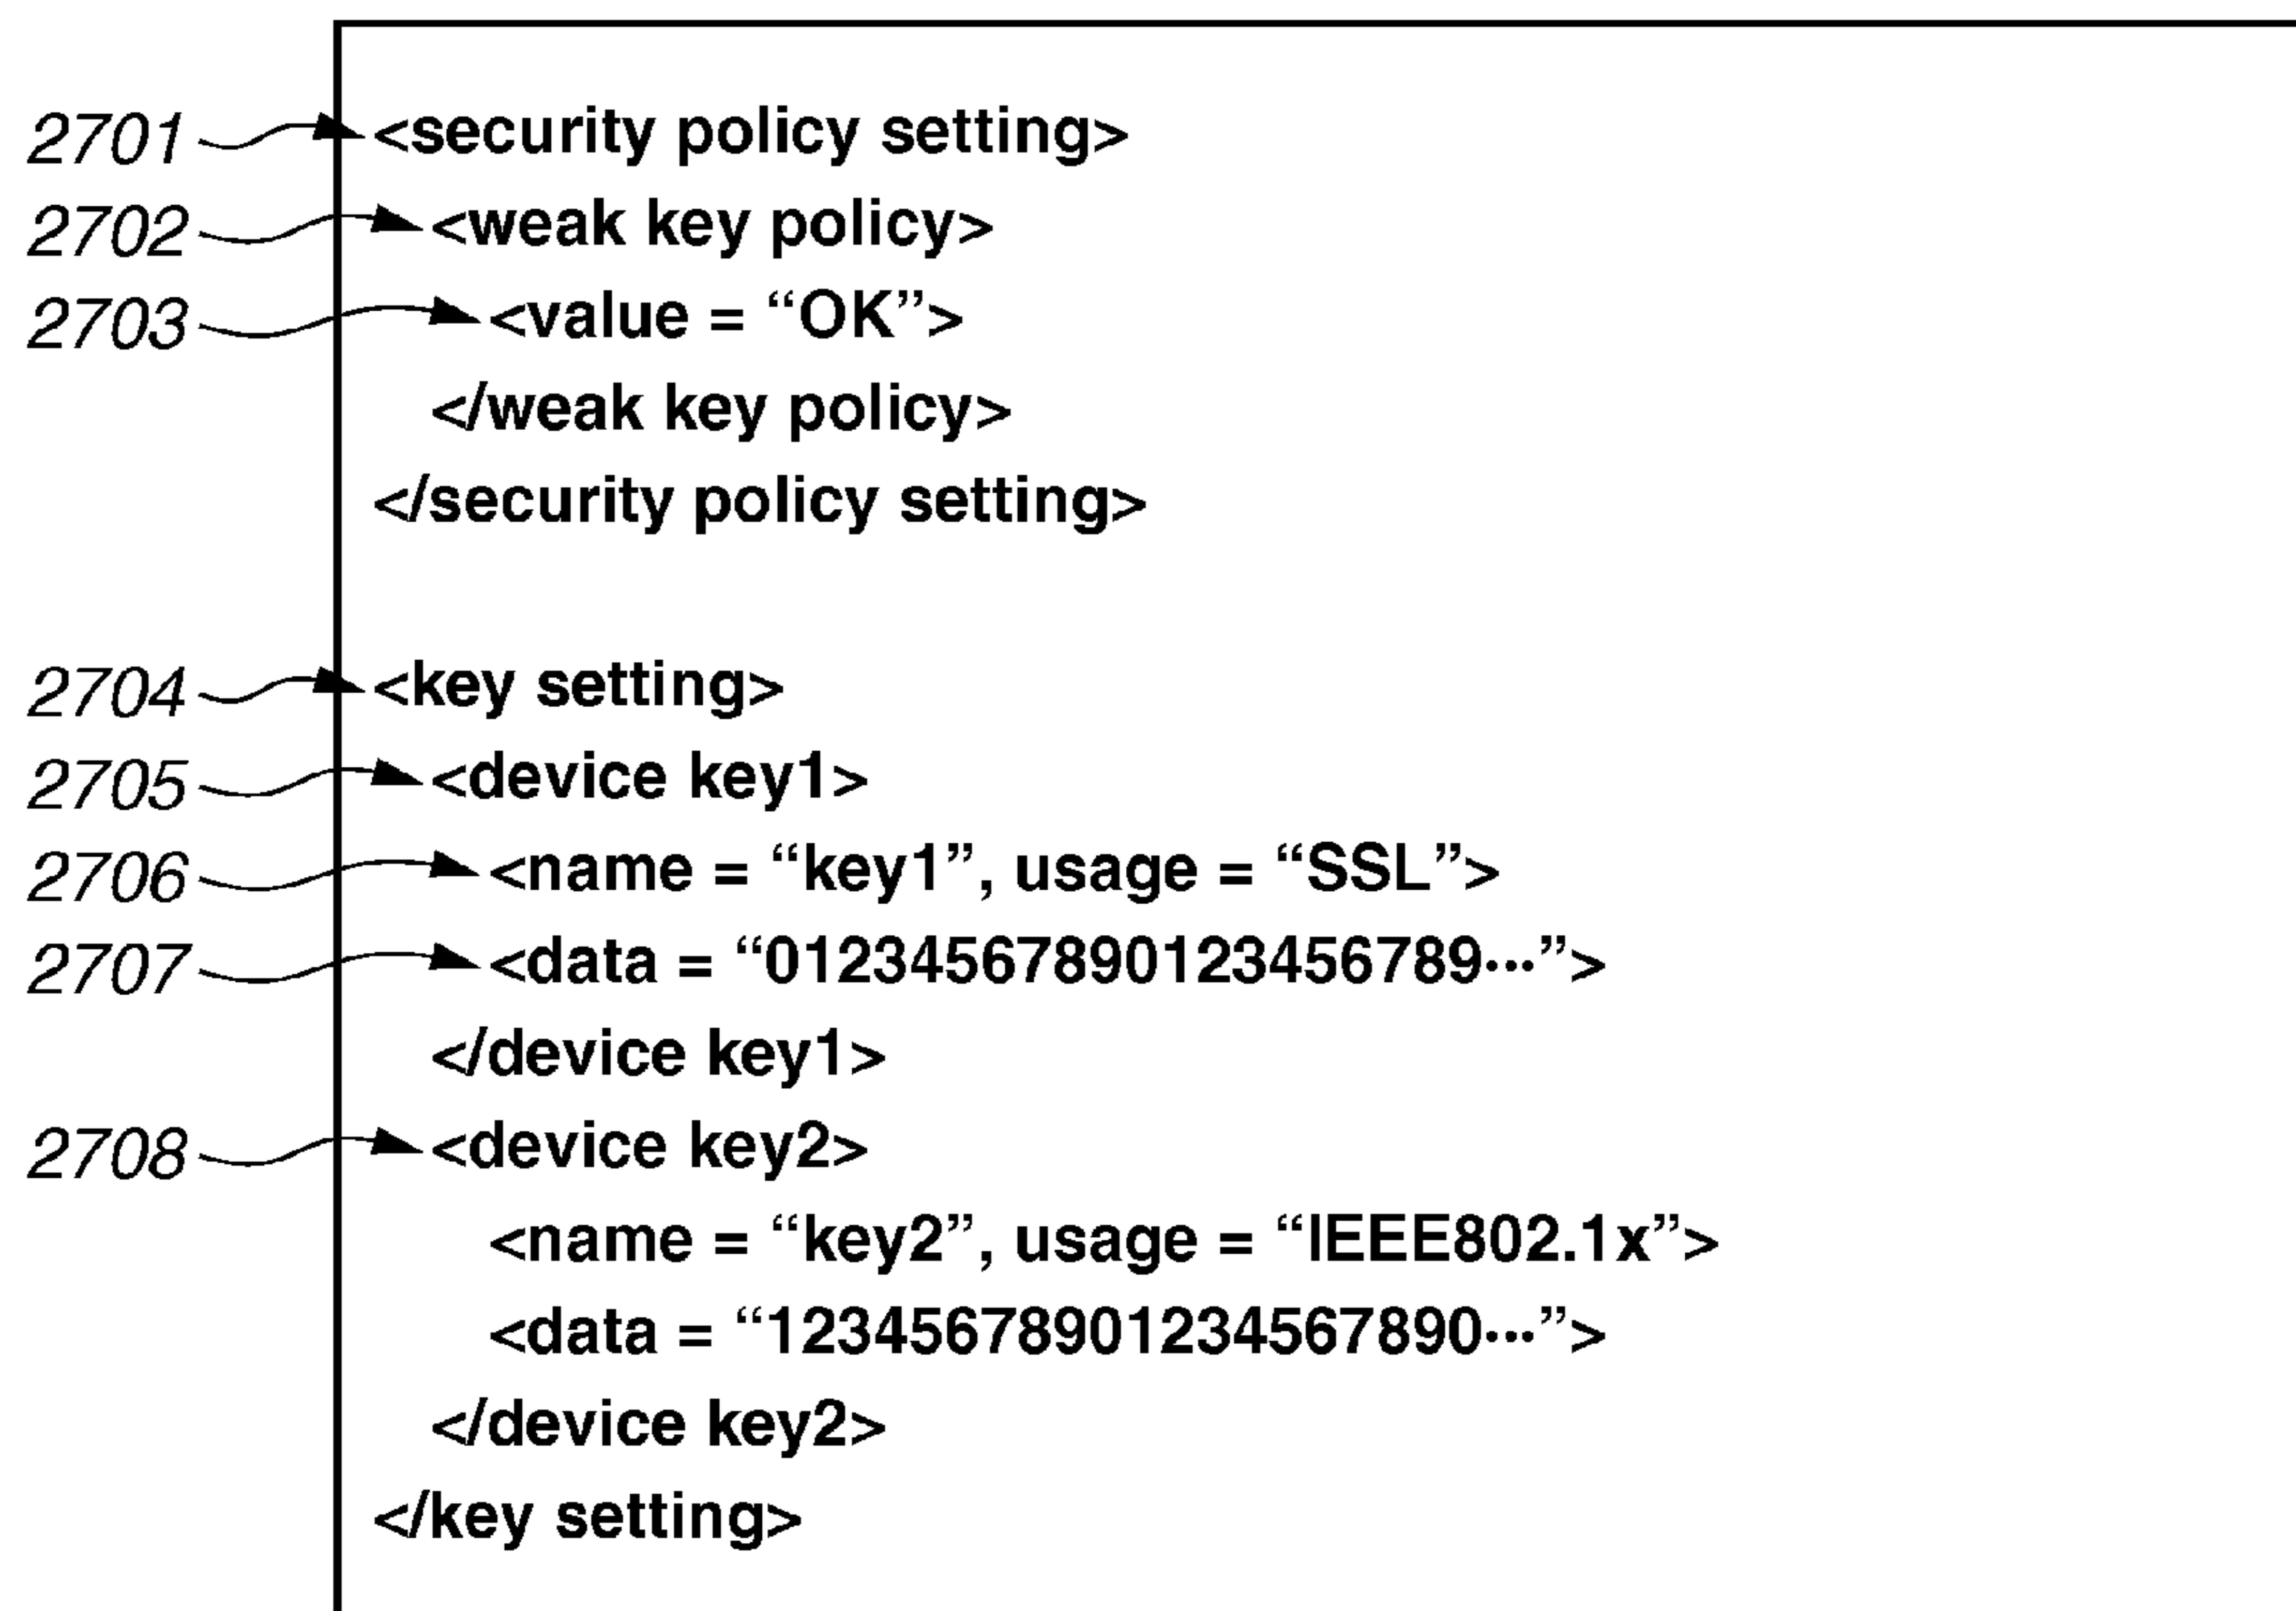 2701 <security policy setting>
2702 <weak key policy>
2703 <value = “OK”>
</weak key policy>
</security policy setting>
2704 <key setting>
2705 <device key1>
2706 <name = “key1”, usage = “SSL”>
2707 <data = “01234567890123456789···”>
</device key1>
2708 <device key2>
<name = “key2”, usage = “IEEE802.1x”>
<data = “12345678901234567890···”>
</device key2>
</key setting>